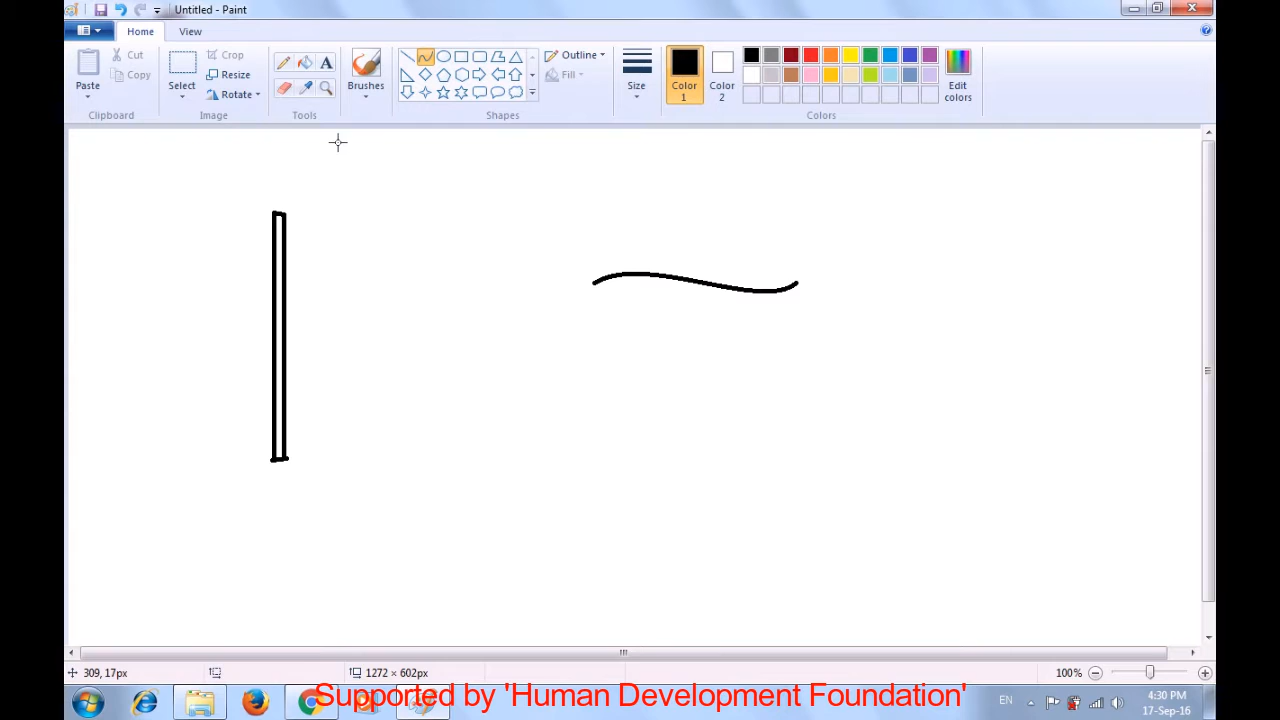 Untitled - Paint
Home View
Paste
Cut
Copy
Clipboard
Select
Crop
Resize
Rotate
Image
A
Tools
Brushes
Shapes
Outline
Fill
Size
Color 1
Color 2
Edit colors
Colors
309, 17px
1272 × 602px
100%
Supported by 'Human Development Foundation'
EN
4:30 PM
17-Sep-16